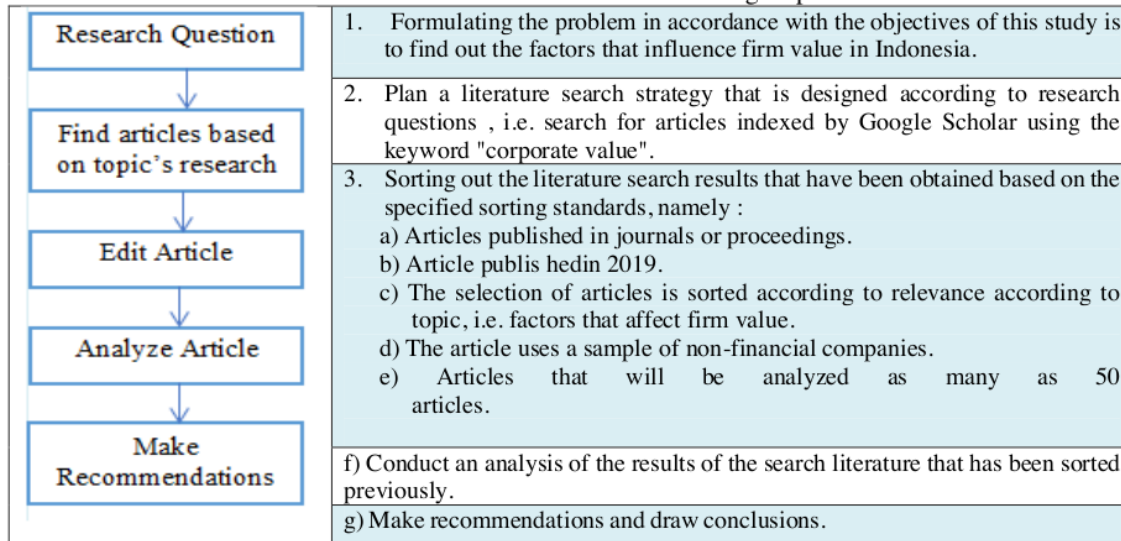 Research Question
Find articles based
on topic's research
Edit Article
Analyze Article
Make
Recommendations
1. Formulating the problem in accordance with the objectives of this study is
to find out the factors that influence firm value in Indonesia.
2. Plan a literature search strategy that is designed according to research
questions , i.e. search for articles indexed by Google Scholar using the
keyword "corporate value".
3. Sorting out the literature search results that have been obtained based on the
specified sorting standards, namely :
a) Articles published in journals or proceedings.
b) Article publis hedin 2019.
c) The selection of articles is sorted according to relevance according to
topic, i.e. factors that affect firm value.
d) The article uses a sample of non-financial companies.
e) Articles that will be analyzed as many as 50
articles.
f) Conduct an analysis of the results of the search literature that has been sorted
previously.
g) Make recommendations and draw conclusions.